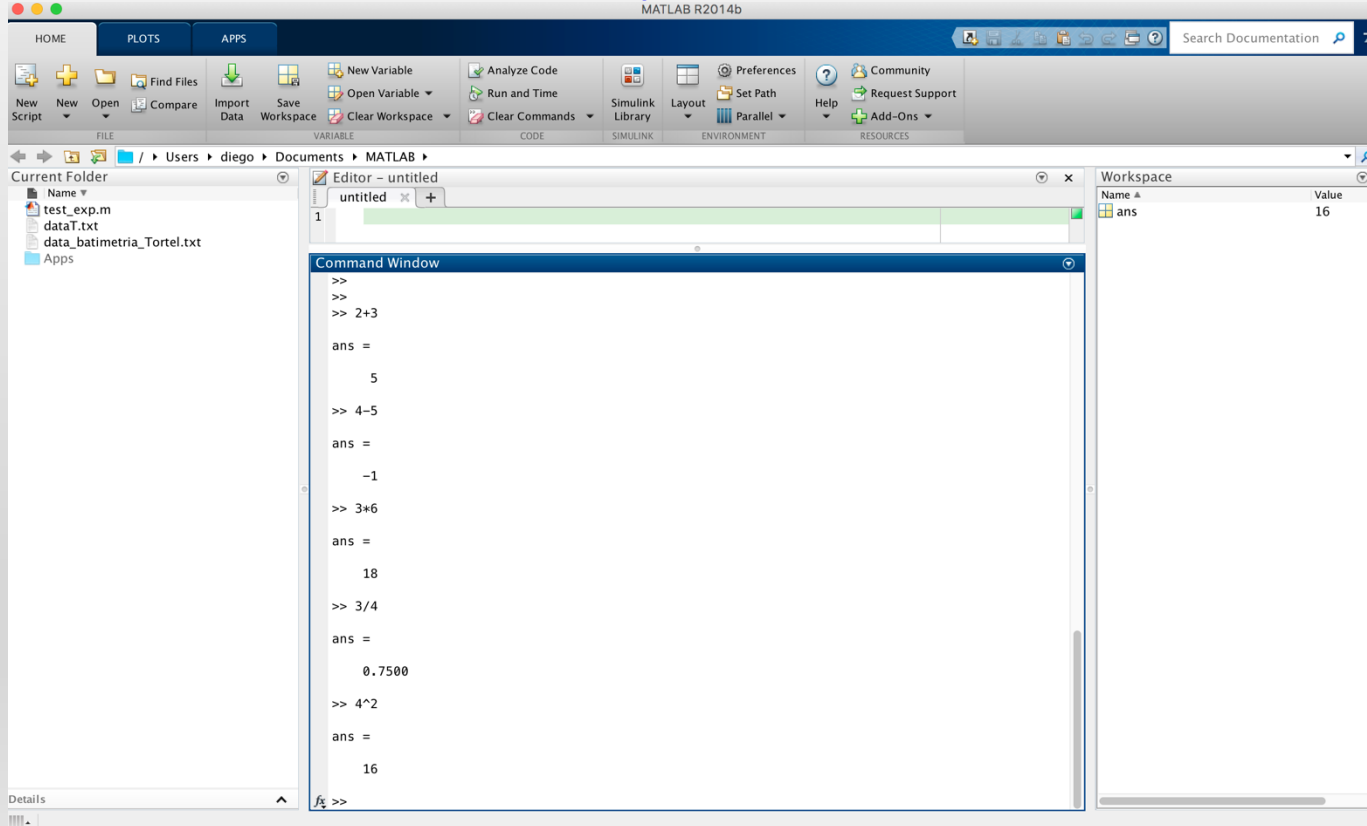 MATLAB R2014b
HOME PLOTS APPS
Search Documentation
New Script
New
Open
Find Files
Compare
Import Data
Save Workspace
New Variable
Open Variable
Clear Workspace
Analyze Code
Run and Time
Clear Commands
Simulink Library
Layout
Preferences
Set Path
Parallel
Help
Community
Request Support
Add-Ons
FILE VARIABLE CODE SIMULINK ENVIRONMENT RESOURCES
/ Users diego Documents MATLAB
Current Folder
Name
test_exp.m
dataT.txt
data_batimetria_Tortel.txt
Apps
Details
Editor – untitled
untitled × +
1
Command Window
>>
>>
>> 2+3
ans =
5
>> 4-5
ans =
-1
>> 3*6
ans =
18
>> 3/4
ans =
0.7500
>> 4^2
ans =
16
fx >>
Workspace
Name Value
ans 16